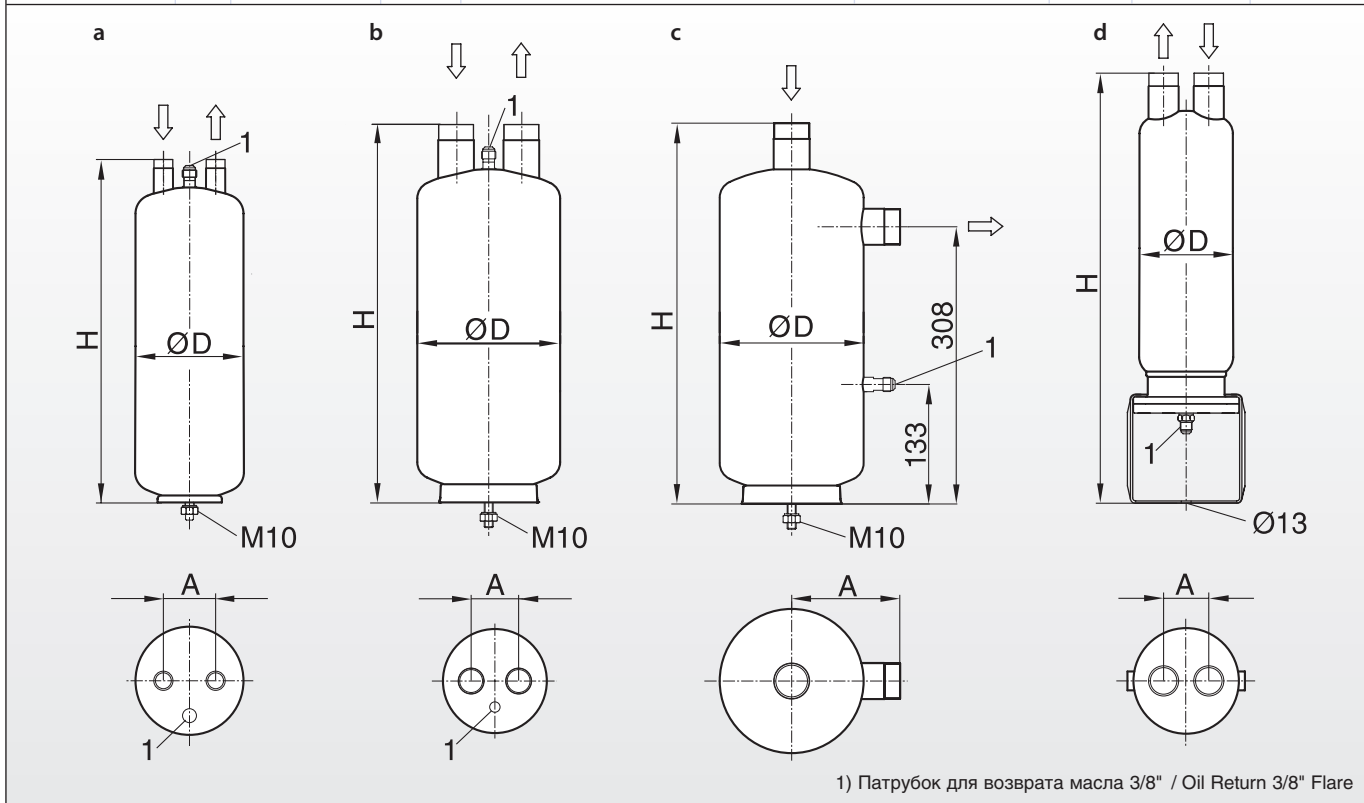 a b c d
1
1
H ØD
H ØD
H ØD 308
1
133
H ØD
1
M10 M10 M10 Ø13
A A A A
1 1
1) Патрубок для возврата масла 3/8" / Oil Return 3/8" Flare